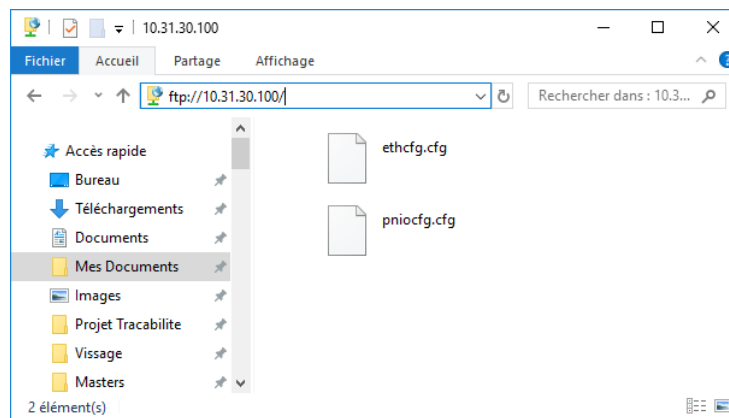 10.31.30.100
Fichier Accueil Partage Affichage
ftp://10.31.30.100/
Rechercher dans : 10.3...
Accès rapide
Bureau
Téléchargements
Documents
Mes Documents
Images
Projet Tracabilite
Vissage
Masters
ethcfg.cfg
pniocfg.cfg
2 élément(s)